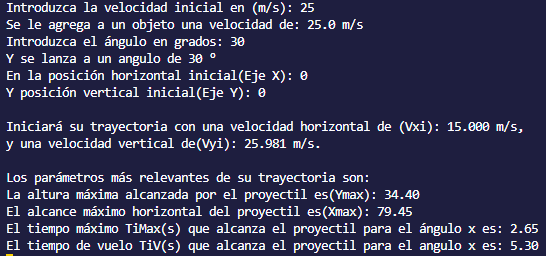 Introduzca la velocidad inicial en (m/s): 25
Se le agrega a un objeto una velocidad de: 25.0 m/s
Introduzca el ángulo en grados: 30
Y se lanza a un angulo de 30 º
En la posición horizontal inicial(Eje X): 0
Y posición vertical inicial(Eje Y): 0
Iniciará su trayectoria con una velocidad horizontal de (Vxi): 15.000 m/s,
y una velocidad vertical de(Vyi): 25.981 m/s.
Los parámetros más relevantes de su trayectoria son:
La altura máxima alcanzada por el proyectil es(Ymax): 34.40
El alcance máximo horizontal del proyectil es(Xmax): 79.45
El tiempo máximo TiMax(s) que alcanza el proyectil para el ángulo x es: 2.65
El tiempo de vuelo TiV(s) que alcanza el proyectil para el angulo x es: 5.30